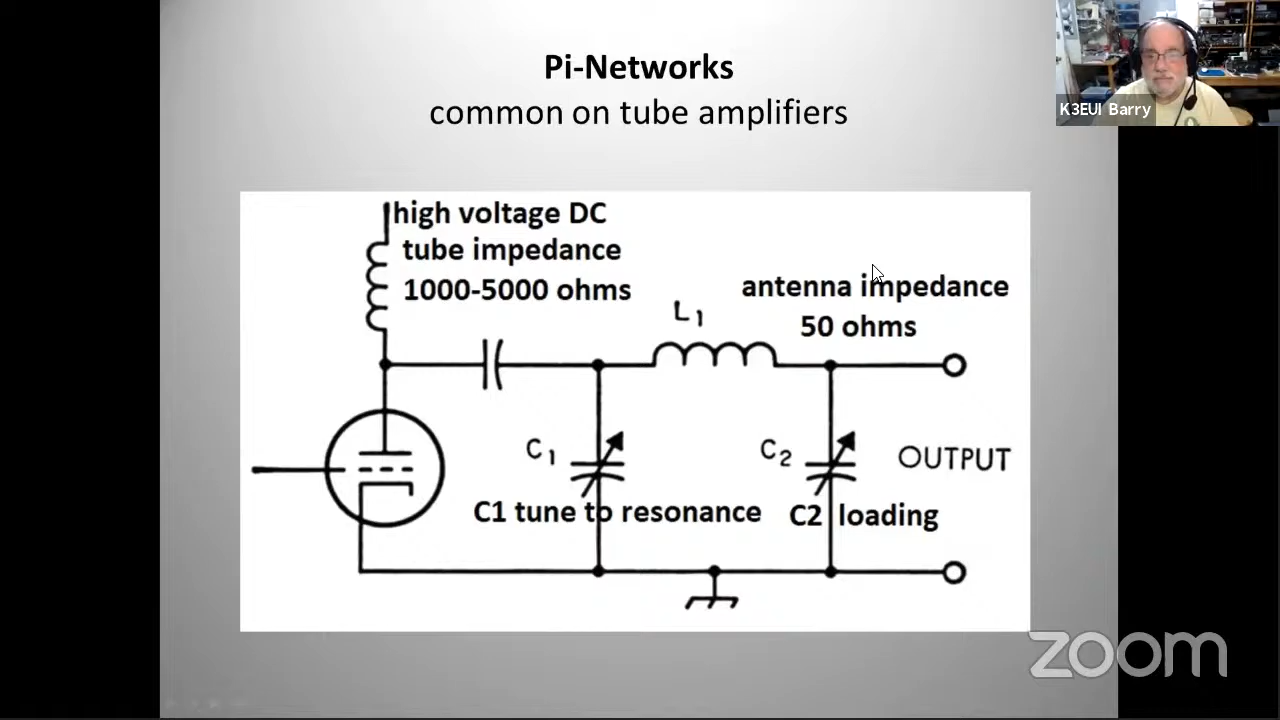 Pi-Networks
common on tube amplifiers
K3EUI Barry
high voltage DC
tube impedance
1000-5000 ohms
antenna impedance
50 ohms
L1
C1
C2
OUTPUT
C1 tune to resonance
C2 loading
zoom